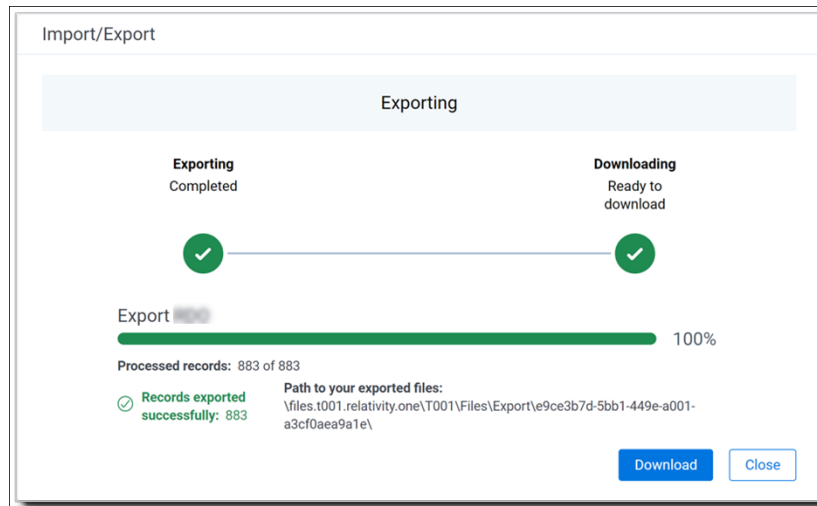 Import/Export
Exporting
Exporting
Completed
Downloading
Ready to
download
Export
100%
Processed records: 883 of 883
Records exported
successfully: 883
Path to your exported files:
\files.t001.relativity.one\T001\Files\Export\e9ce3b7d-5bb1-449e-a001-
a3cf0aea9a1e\
Download
Close